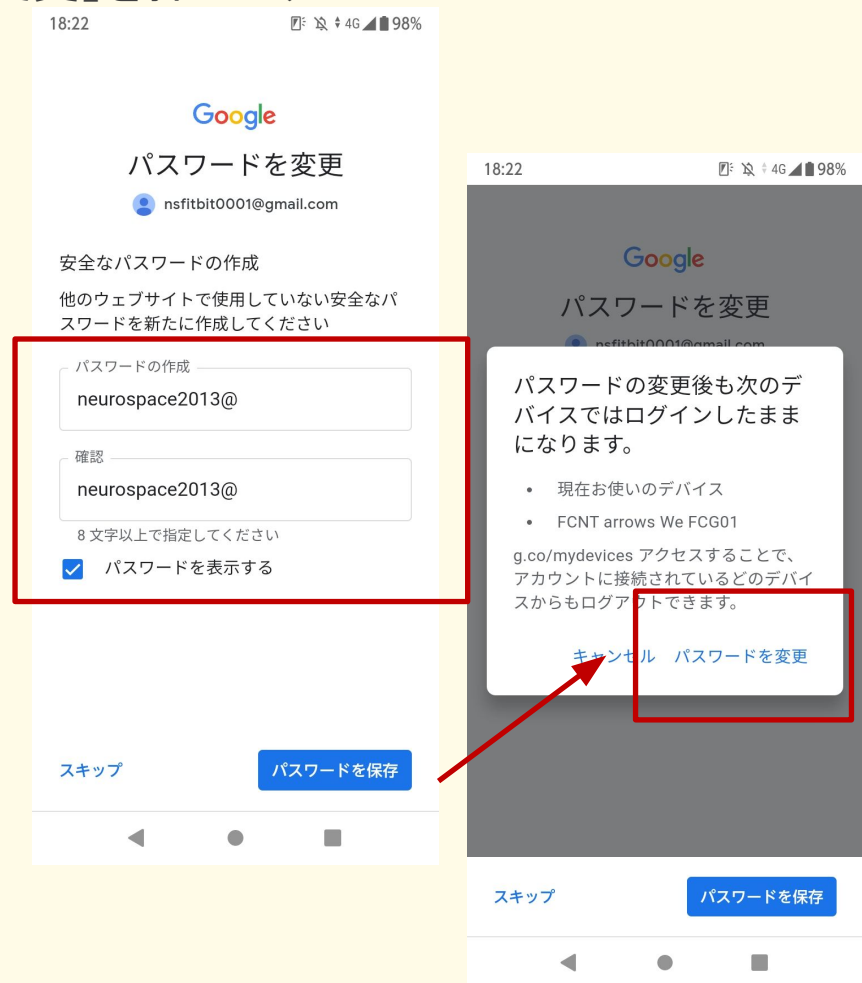 18:22
4G 98%
Google
パスワードを変更
nsfitbit0001@gmail.com
安全なパスワードの作成
他のウェブサイトで使用していない安全なパ
スワードを新たに作成してください
パスワードの作成
neurospace2013@
確認
neurospace2013@
8 文字以上で指定してください
パスワードを表示する
スキップ
パスワードを保存
18:22
4G 98%
Google
パスワードを変更
nsfitbit0001@gmail.com
パスワードの変更後も次のデ
バイスではログインしたまま
になります。
• 現在お使いのデバイス
• FCNT arrows We FCG01
g.co/mydevices アクセスすることで、
アカウントに接続されているどのデバイ
スからもログアウトできます。
キャンセル パスワードを変更
スキップ
パスワードを保存